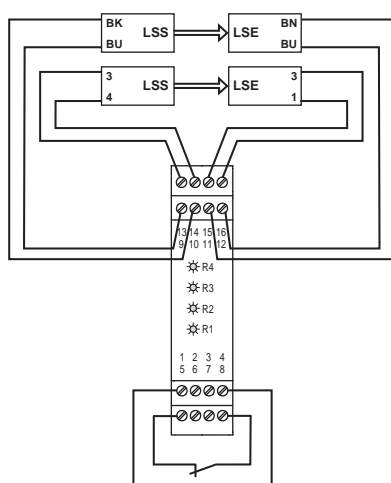 BK LSS LSE BN
BU BU
3 LSS LSE 3
4 1
13 14 15 16
9 10 11 12
R4
R3
R2
R1
1 2 3 4
5 6 7 8